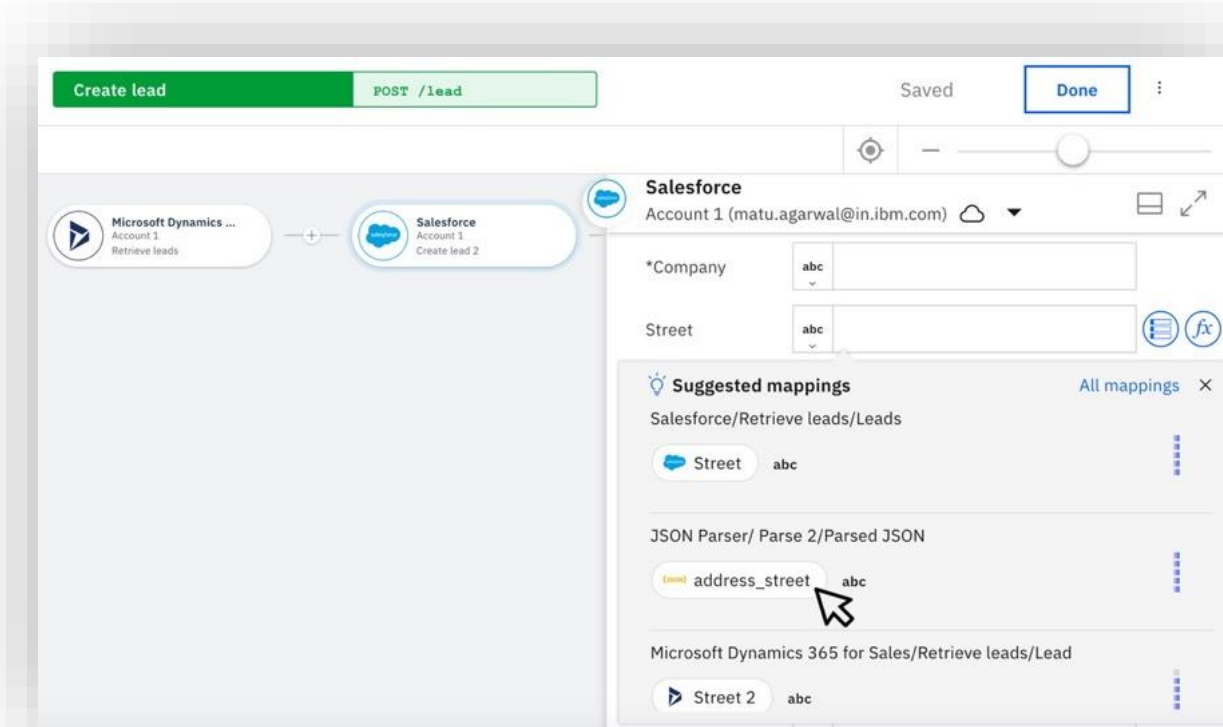 Create lead
POST /lead
Saved
Done
Microsoft Dynamics ...
Account 1
Retrieve leads
Salesforce
Account 1
Create lead 2
Salesforce
Account 1 (matu.agarwal@in.ibm.com)
*Company
abc
Street
abc
fx
Suggested mappings
All mappings
Salesforce/Retrieve leads/Leads
Street
abc
JSON Parser/ Parse 2/Parsed JSON
address_street
abc
Microsoft Dynamics 365 for Sales/Retrieve leads/Lead
Street 2
abc